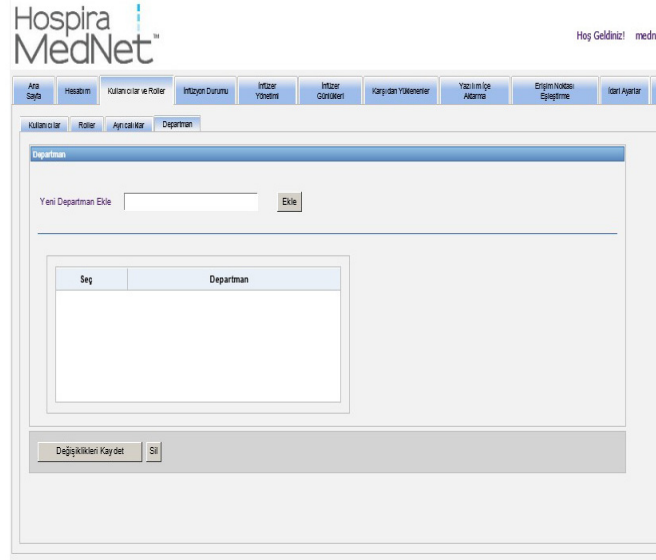 Hospira
MedNet™
Hoş Geldiniz! medn
Ana Sayfa
Hesabım
Kullanıcılar ve Roller
İnfüzyon Durumu
İnfüzer Yönetimi
İnfüzer Günlükleri
Karşıdan Yüklenenler
Yazılım İçe Aktarma
Erişim Noktası Eşleştirme
İdari Ayarlar
Kullanıcılar
Roller
Ayrıcalıklar
Departman
Departman
Yeni Departman Ekle
Ekle
Seç
Departman
Değişiklikleri Kaydet
Sil